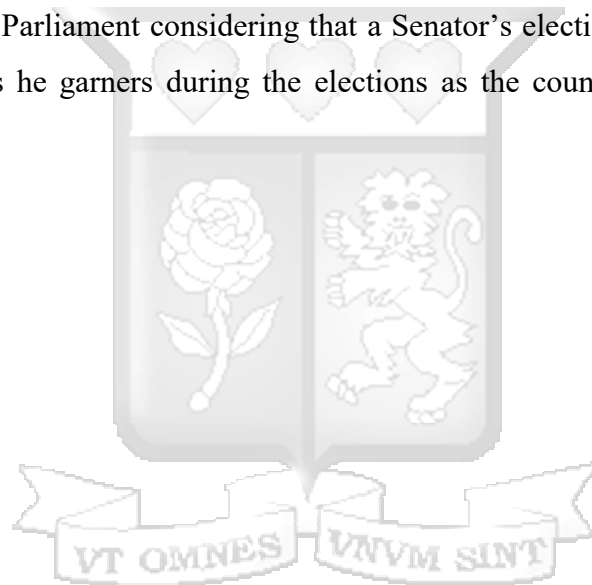 Parliament considering that a Senator’s electi
s he garners during the elections as the coun
VT OMNES VNVM SINT